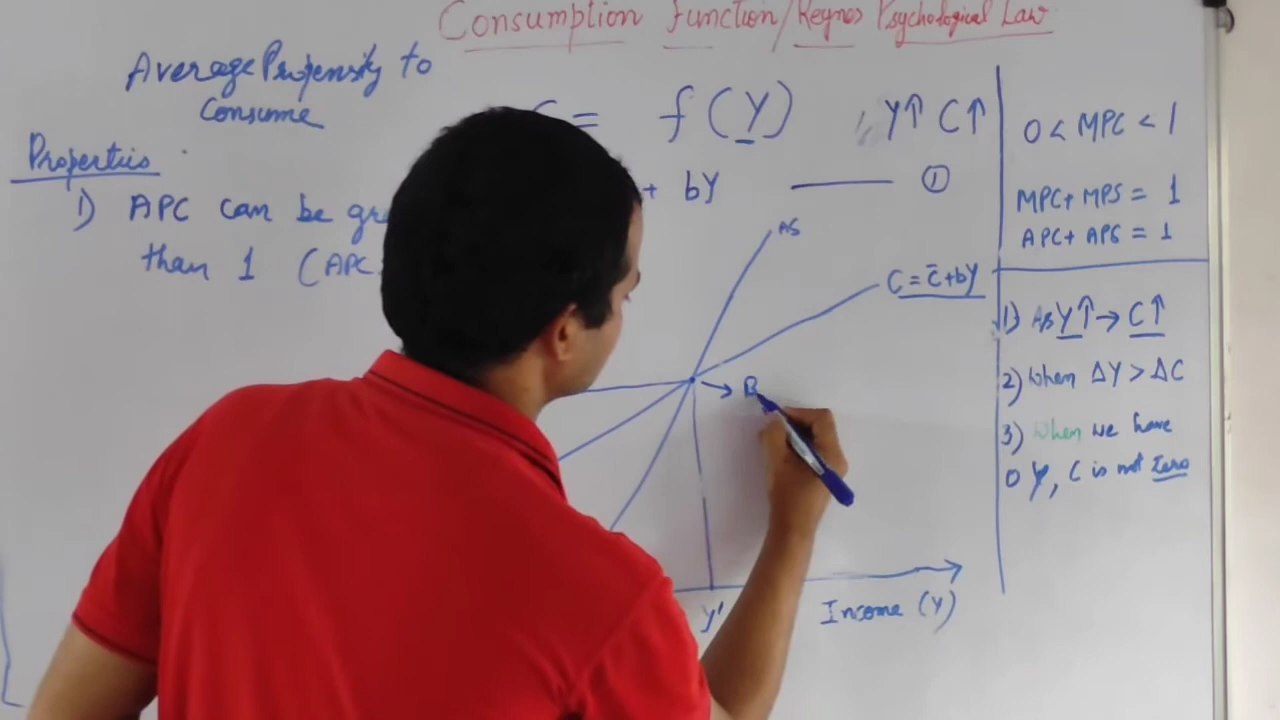 Consumption Function/Keynes Psychological Law
Average Propensity to
Consume
Properties
1) APC can be gre
than 1 (APC
C = f(Y) , Y↑ C↑
+ bY —— ①
AS
C = c̄ + bY
→ B
Y'
Income (Y)
0 < MPC < 1
MPC + MPS = 1
APC + APS = 1
1) As Y↑ → C↑
2) When ΔY > ΔC
3) When we have
0 Y, C is not Zero